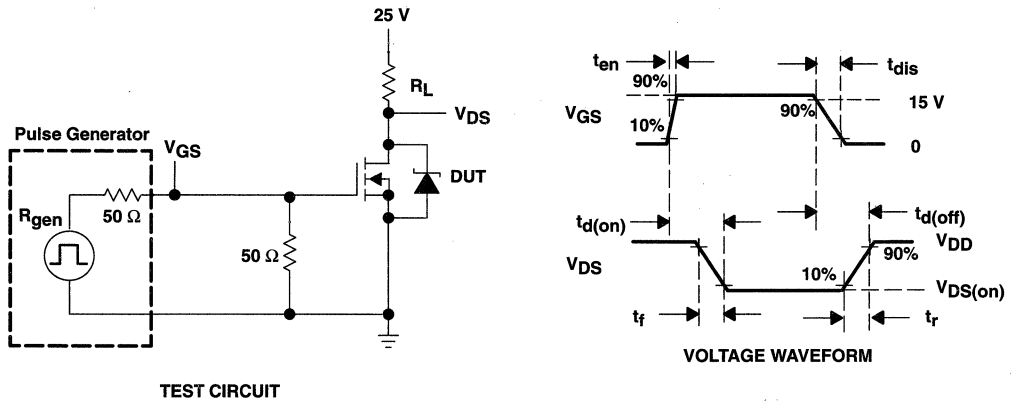 25 V
RL
VDS
Pulse Generator
VGS
DUT
50 Ω
Rgen
50 Ω
TEST CIRCUIT
ten
tdis
90%
VGS
90%
15 V
10%
0
td(on)
td(off)
VDD
VDS
10%
90%
VDS(on)
tf
tr
VOLTAGE WAVEFORM